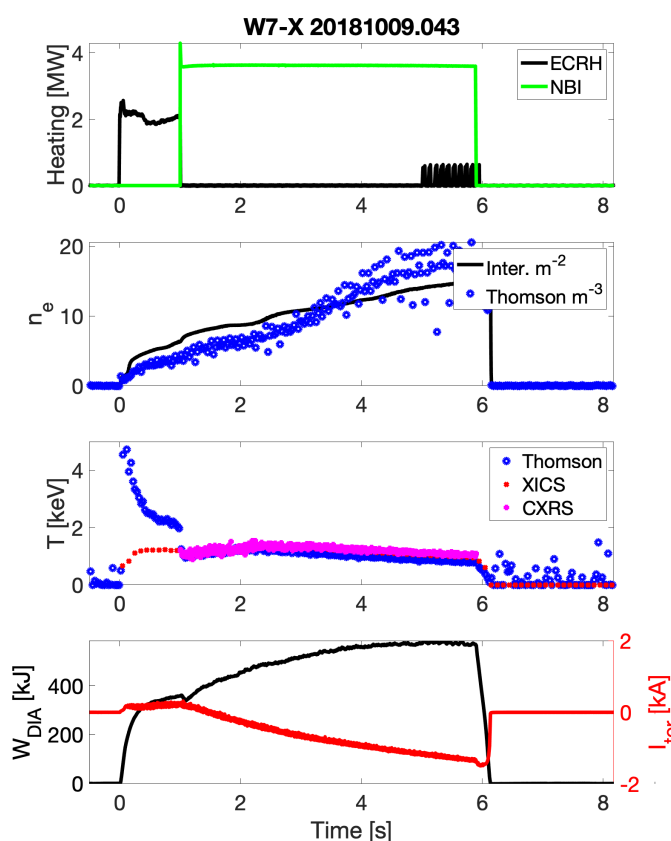 W7-X 20181009.043
Heating [MW]
4
2
0
ECRH
NBI
0 2 4 6 8
n_e
20
10
0
Inter. m^-2
Thomson m^-3
0 2 4 6 8
T [keV]
4
2
0
Thomson
XICS
CXRS
0 2 4 6 8
W_DIA [kJ]
400
200
0
2
0
-2
I_tor [kA]
0 2 4 6 8
Time [s]